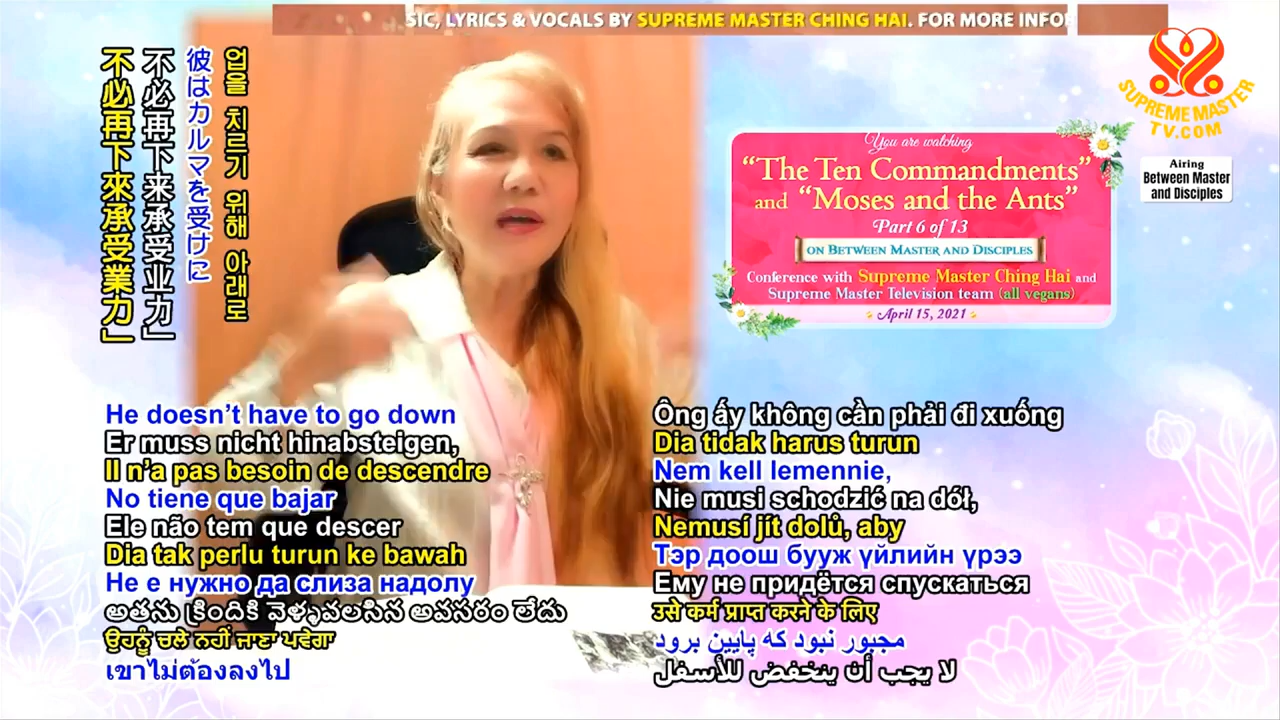 SIC, LYRICS & VOCALS BY SUPREME MASTER CHING HAI. FOR MORE INFO
SUPREME MASTER
TV.COM
Airing
Between Master
and Disciples
You are watching
“The Ten Commandments”
and “Moses and the Ants”
Part 6 of 13
ON BETWEEN MASTER AND DISCIPLES
Conference with Supreme Master Ching Hai and
Supreme Master Television team (all vegans)
April 15, 2021
업을 치르기 위해 아래로
彼はカルマを受けに
不必再下来承受业力」
不必再下來承受業力」
He doesn’t have to go down
Er muss nicht hinabsteigen,
Il n’a pas besoin de descendre
No tiene que bajar
Ele não tem que descer
Dia tak perlu turun ke bawah
Не е нужно да слиза надолу
అతను క్రిందికి వెళ్ళవలసిన అవసరం లేదు
ਉਹਨੂੰ ਚਲੇ ਨਹੀਂ ਜਾਣਾ ਪਵੇਗਾ
เขาไม่ต้องลงไป
Ông ấy không cần phải đi xuống
Dia tidak harus turun
Nem kell lemennie,
Nie musi schodzić na dół,
Nemusí jít dolů, aby
Тэр доош бууж үйлийн үрээ
Ему не придётся спускаться
उसे कर्म प्राप्त करने के लिए
مجبور نبود که پایین برود
لا يجب أن ينخفض للأسفل